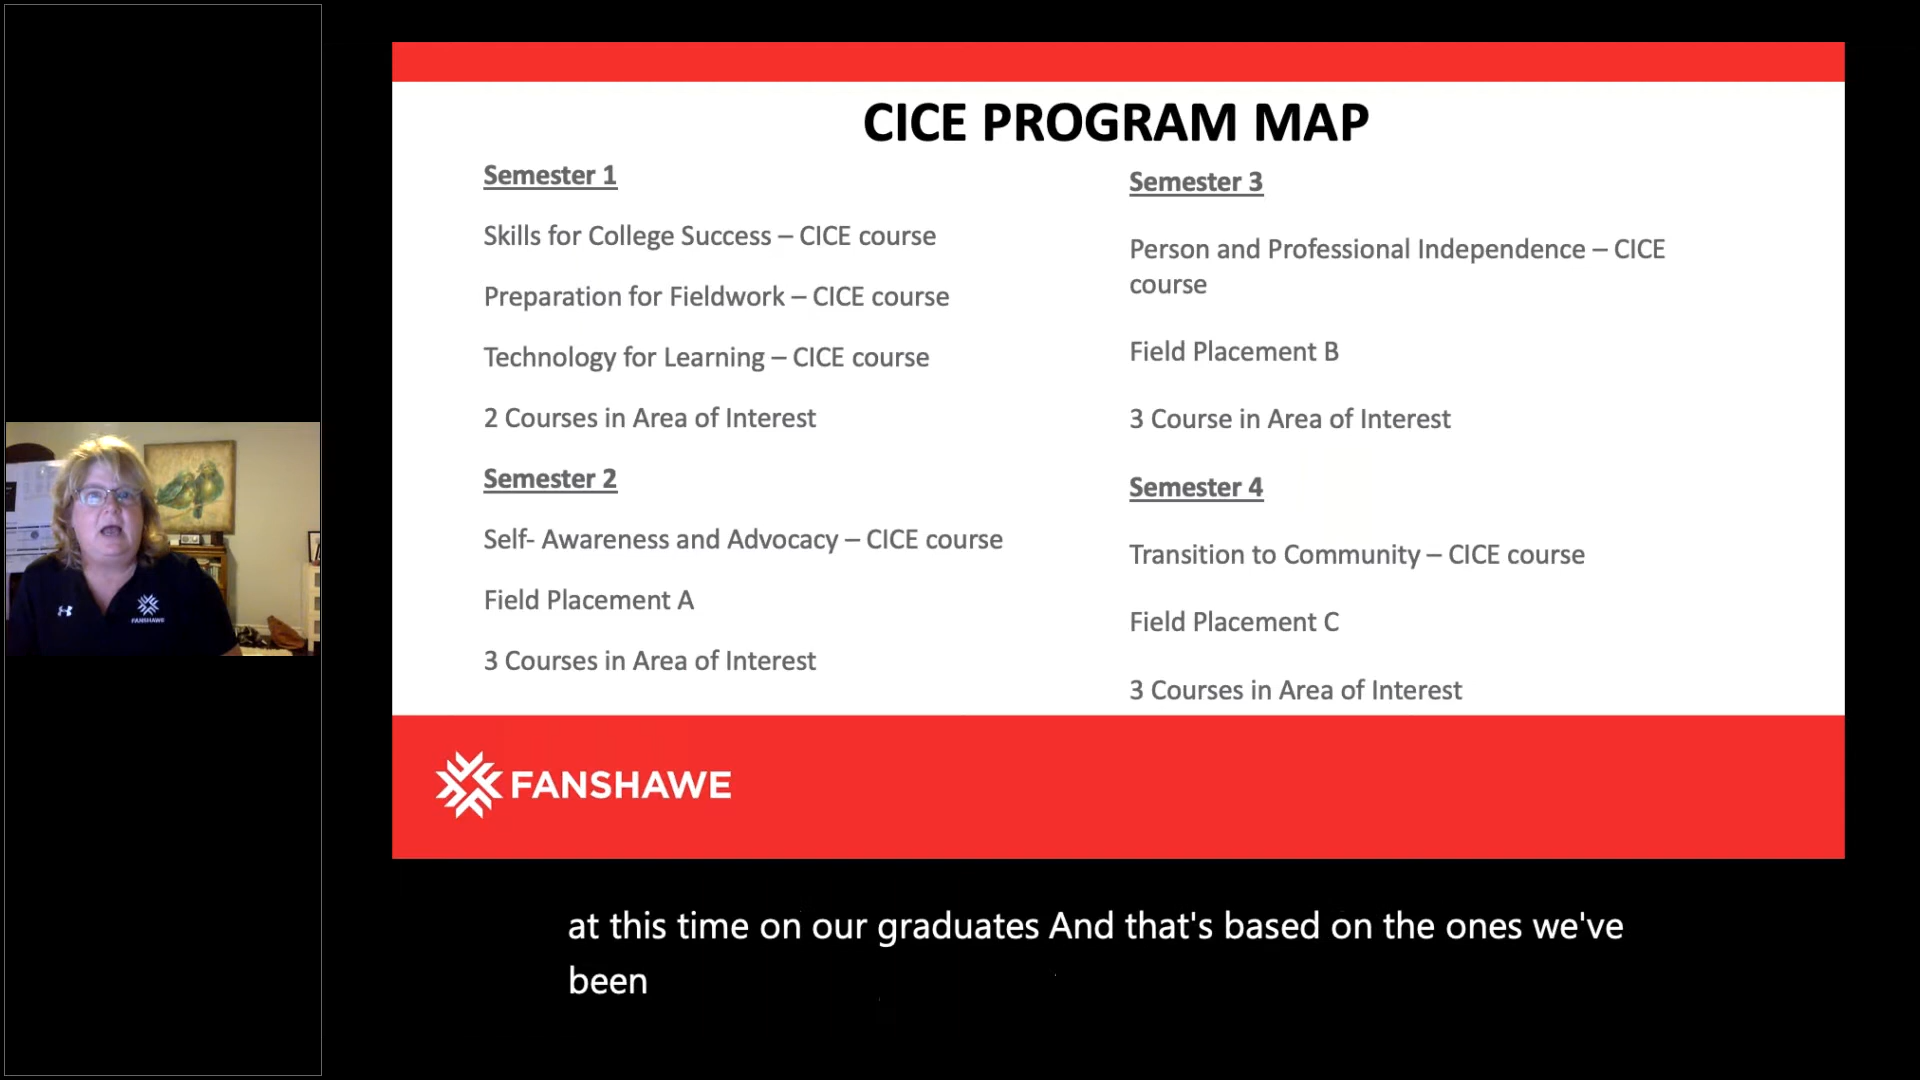 CICE PROGRAM MAP
Semester 1
Skills for College Success – CICE course
Preparation for Fieldwork – CICE course
Technology for Learning – CICE course
2 Courses in Area of Interest
Semester 2
Self- Awareness and Advocacy – CICE course
Field Placement A
3 Courses in Area of Interest
Semester 3
Person and Professional Independence – CICE
course
Field Placement B
3 Course in Area of Interest
Semester 4
Transition to Community – CICE course
Field Placement C
3 Courses in Area of Interest
FANSHAWE
FANSHAWE
at this time on our graduates And that's based on the ones we've
been